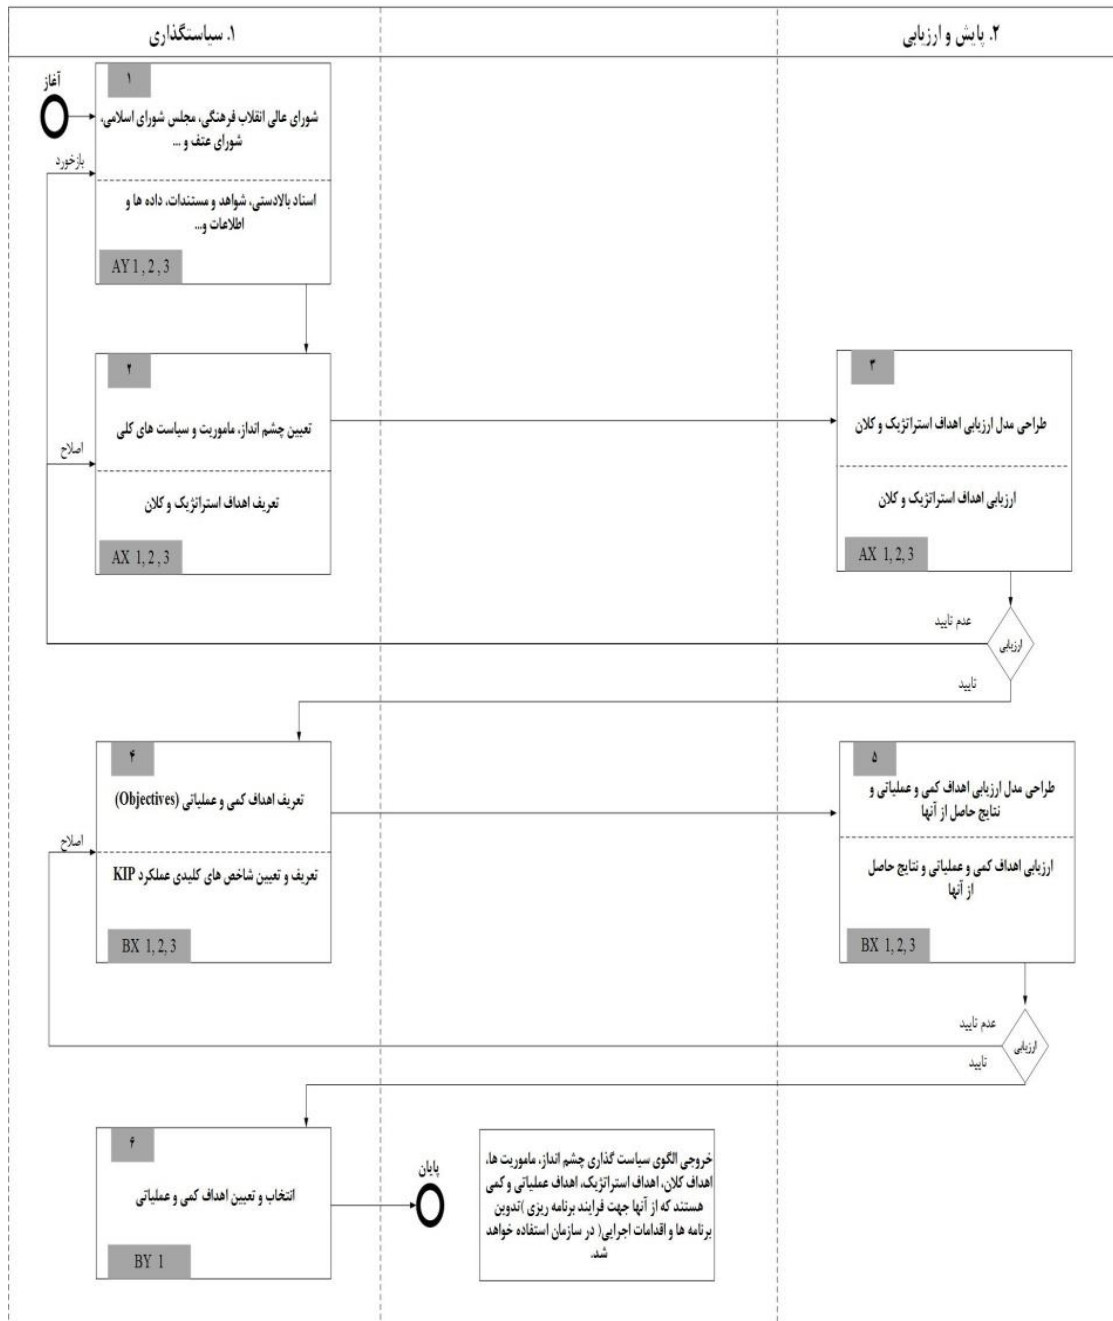 ۱. سیاستگذاری
۲. پایش و ارزیابی
آغاز
۱
شورای عالی انقلاب فرهنگی، مجلس شورای اسلامی،
شورای عتف و ...
بازخورد
اسناد بالادستی، شواهد و مستندات، داده ها و
اطلاعات و...
AY 1 , 2 , 3
۲
تعیین چشم انداز، ماموریت و سیاست های کلی
اصلاح
تعریف اهداف استراتژیک و کلان
AX 1, 2 , 3
۳
طراحی مدل ارزیابی اهداف استراتژیک و کلان
ارزیابی اهداف استراتژیک و کلان
AX 1, 2, 3
عدم تایید
ارزیابی
تایید
۴
تعریف اهداف کمی و عملیاتی (Objectives)
اصلاح
تعریف و تعیین شاخص های کلیدی عملکرد KIP
BX 1, 2, 3
۵
طراحی مدل ارزیابی اهداف کمی و عملیاتی و
نتایج حاصل از آنها
ارزیابی اهداف کمی و عملیاتی و نتایج حاصل
از آنها
BX 1, 2, 3
عدم تایید
ارزیابی
تایید
۶
انتخاب و تعیین اهداف کمی و عملیاتی
BY 1
پایان
خروجی الگوی سیاست گذاری چشم انداز، ماموریت ها،
اهداف کلان، اهداف استراتژیک، اهداف عملیاتی و کمی
هستند که از آنها جهت فرایند برنامه ریزی )تدوین
برنامه ها و اقدامات اجرایی( در سازمان استفاده خواهد
شد.